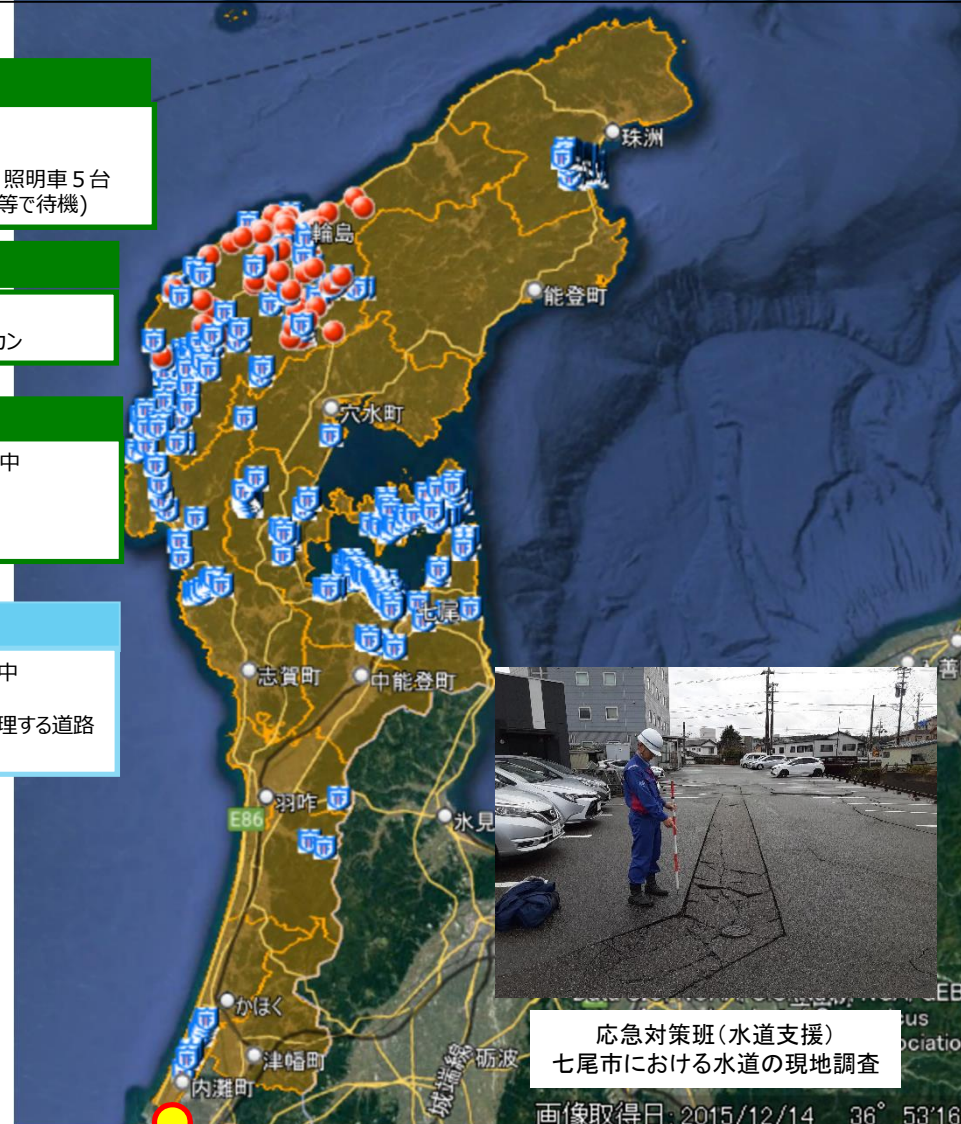 照明車５台
等で待機)
カン
中
中
理する道路
珠洲
輪島
能登町
穴水町
七尾
志賀町
中能登町
羽咋
E86
氷見
善
かほく
津幡町
内灘町
城端線
砺波
応急対策班（水道支援）
七尾市における水道の現地調査
画像取得日: 2015/12/14 36° 53'16